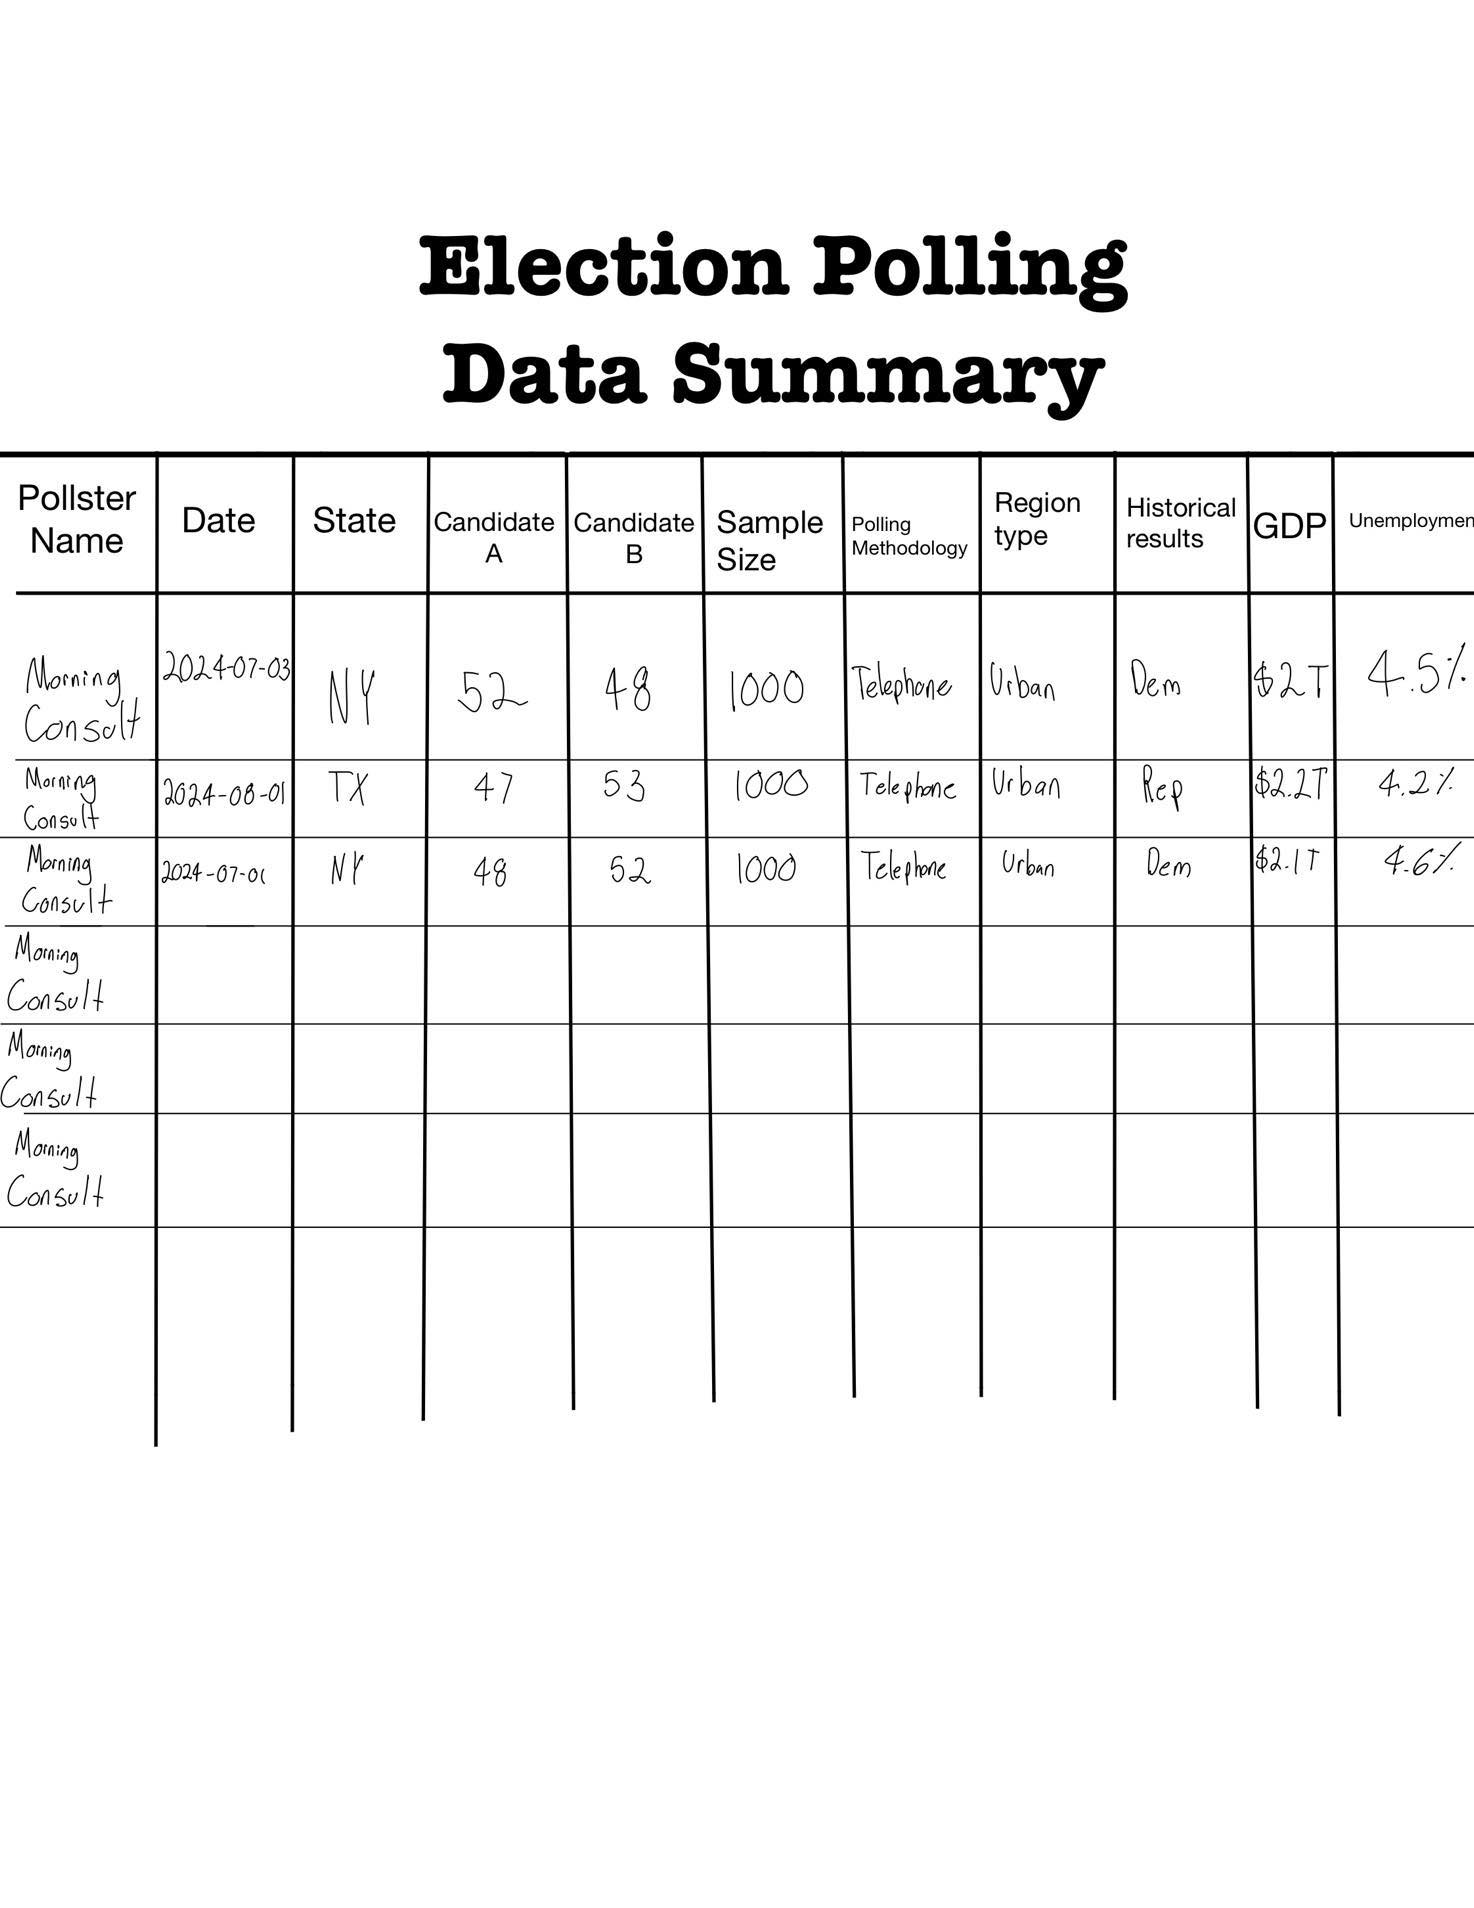 Election Polling
Data Summary
Pollster Name Date State Candidate A Candidate B Sample Size Polling Methodology Region type Historical results GDP Unemploymen
Morning Consult 2024-07-03 NY 52 48 1000 Telephone Urban Dem $2T 4.5%
Morning Consult 2024-08-01 TX 47 53 1000 Telephone Urban Rep $2.2T 4.2%
Morning Consult 2024-07-01 NY 48 52 1000 Telephone Urban Dem $2.1T 4.6%
Morning Consult
Morning Consult
Morning Consult